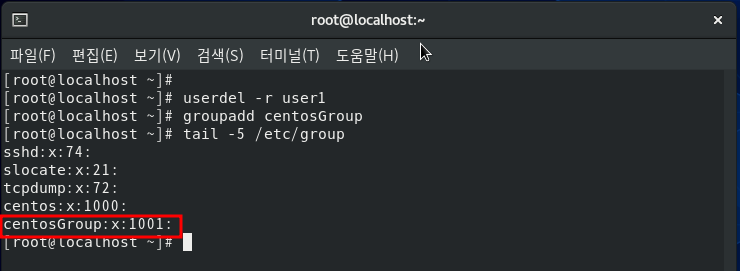 root@localhost:~
파일(F) 편집(E) 보기(V) 검색(S) 터미널(T) 도움말(H)
[root@localhost ~]#
[root@localhost ~]# userdel -r user1
[root@localhost ~]# groupadd centosGroup
[root@localhost ~]# tail -5 /etc/group
sshd:x:74:
slocate:x:21:
tcpdump:x:72:
centos:x:1000:
centosGroup:x:1001:
[root@localhost ~]#